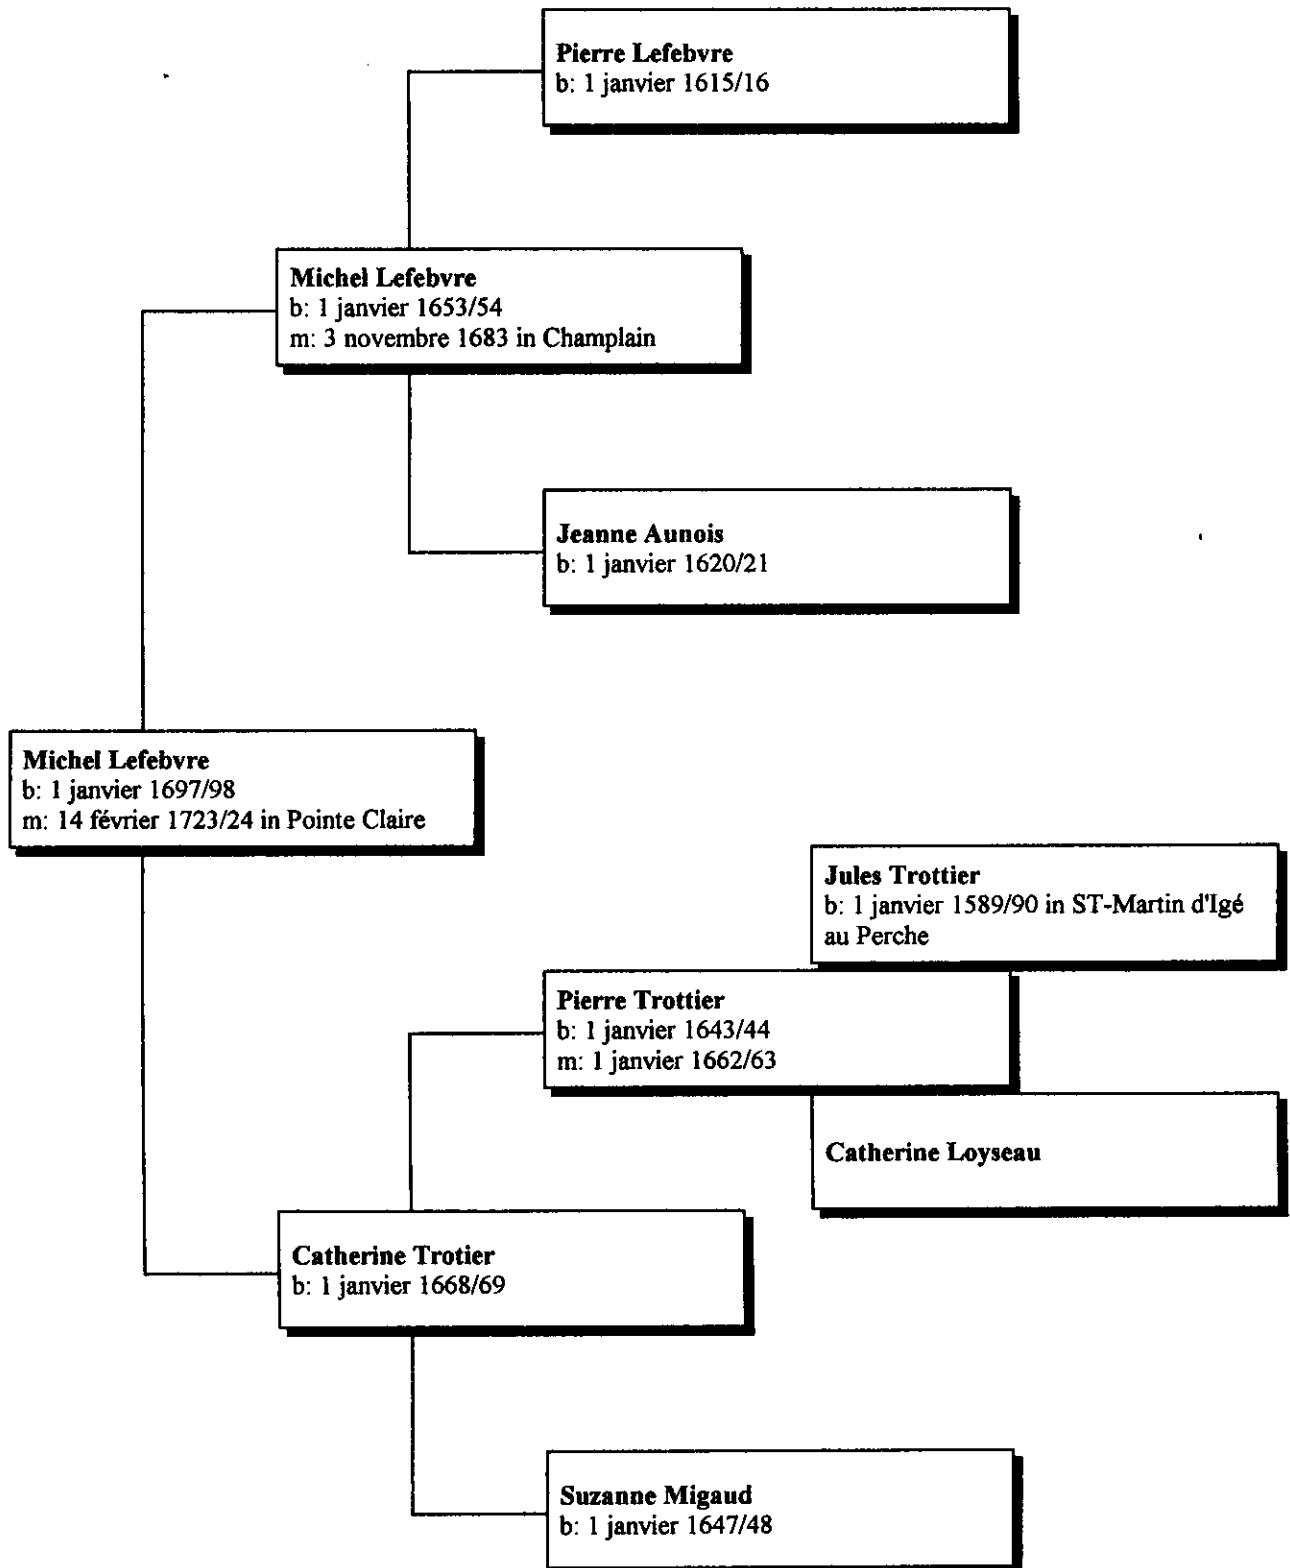 Pierre Lefebvre
b: 1 janvier 1615/16
Michel Lefebvre
b: 1 janvier 1653/54
m: 3 novembre 1683 in Champlain
Jeanne Aunois
b: 1 janvier 1620/21
Michel Lefebvre
b: 1 janvier 1697/98
m: 14 février 1723/24 in Pointe Claire
Jules Trottier
b: 1 janvier 1589/90 in ST-Martin d'Igé
au Perche
Pierre Trottier
b: 1 janvier 1643/44
m: 1 janvier 1662/63
Catherine Loyseau
Catherine Trotier
b: 1 janvier 1668/69
Suzanne Migaud
b: 1 janvier 1647/48